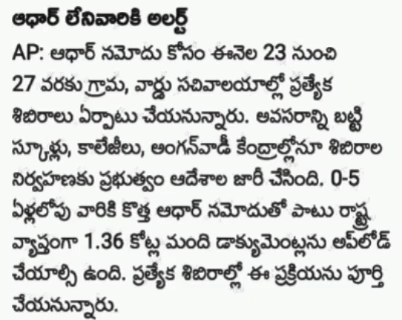 ఆధార్ లేనివారికి అలర్ట్
AP: ఆధార్ నమోదు కోసం ఈనెల 23 నుంచి
27 వరకు గ్రామ, వార్డు సచివాలయాల్లో ప్రత్యేక
శిబిరాలు ఏర్పాటు చేయనున్నారు. అవసరాన్ని బట్టి
స్కూళ్లు, కాలేజీలు, అంగన్‌వాడీ కేంద్రాల్లోనూ శిబిరాల
నిర్వహణకు ప్రభుత్వం ఆదేశాలు జారీ చేసింది. 0-5
ఏళ్లలోపు వారికి కొత్త ఆధార్ నమోదుతో పాటు రాష్ట్ర
వ్యాప్తంగా 1.36 కోట్ల మంది డాక్యుమెంట్లను అప్‌లోడ్
చేయాల్సి ఉంది. ప్రత్యేక శిబిరాల్లో ఈ ప్రక్రియను పూర్తి
చేయనున్నారు.